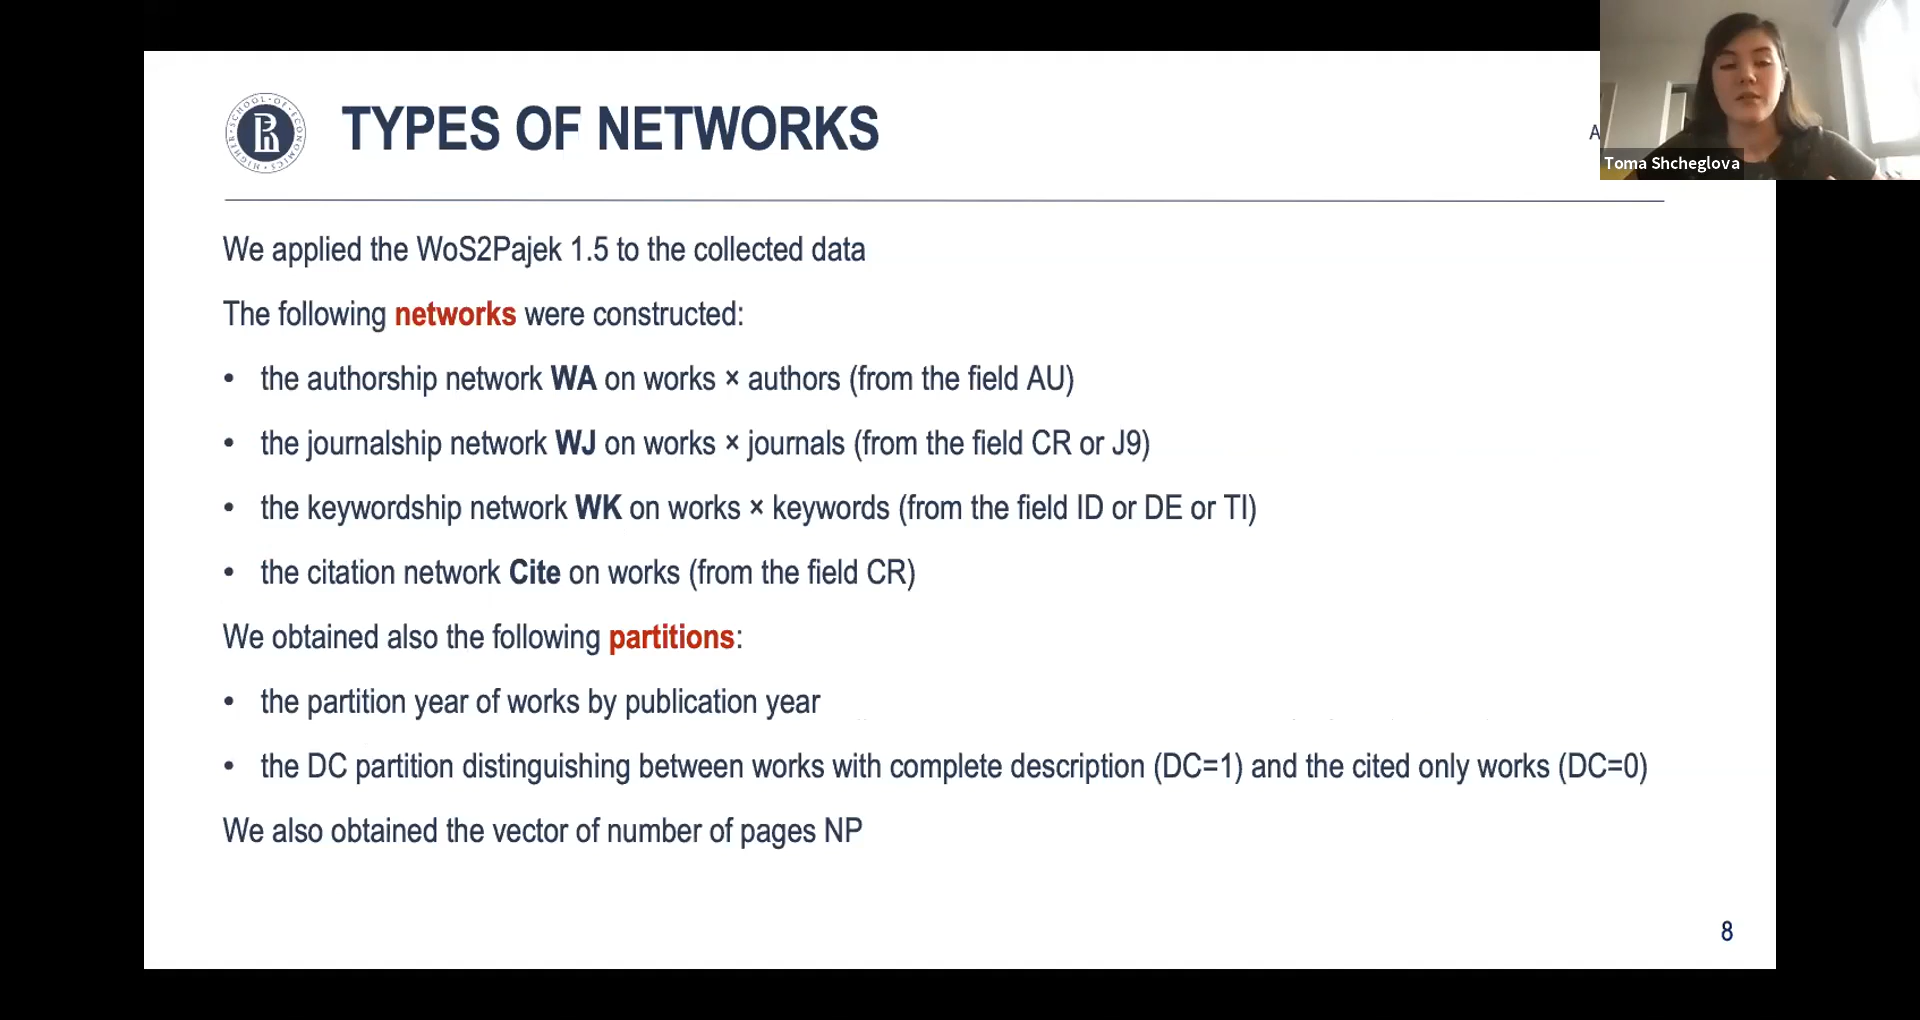 HIGHER · SCHOOL · OF · ECONOMICS
TYPES OF NETWORKS
A
Toma Shcheglova
We applied the WoS2Pajek 1.5 to the collected data
The following networks were constructed:
• the authorship network WA on works × authors (from the field AU)
• the journalship network WJ on works × journals (from the field CR or J9)
• the keywordship network WK on works × keywords (from the field ID or DE or TI)
• the citation network Cite on works (from the field CR)
We obtained also the following partitions:
• the partition year of works by publication year
• the DC partition distinguishing between works with complete description (DC=1) and the cited only works (DC=0)
We also obtained the vector of number of pages NP
8